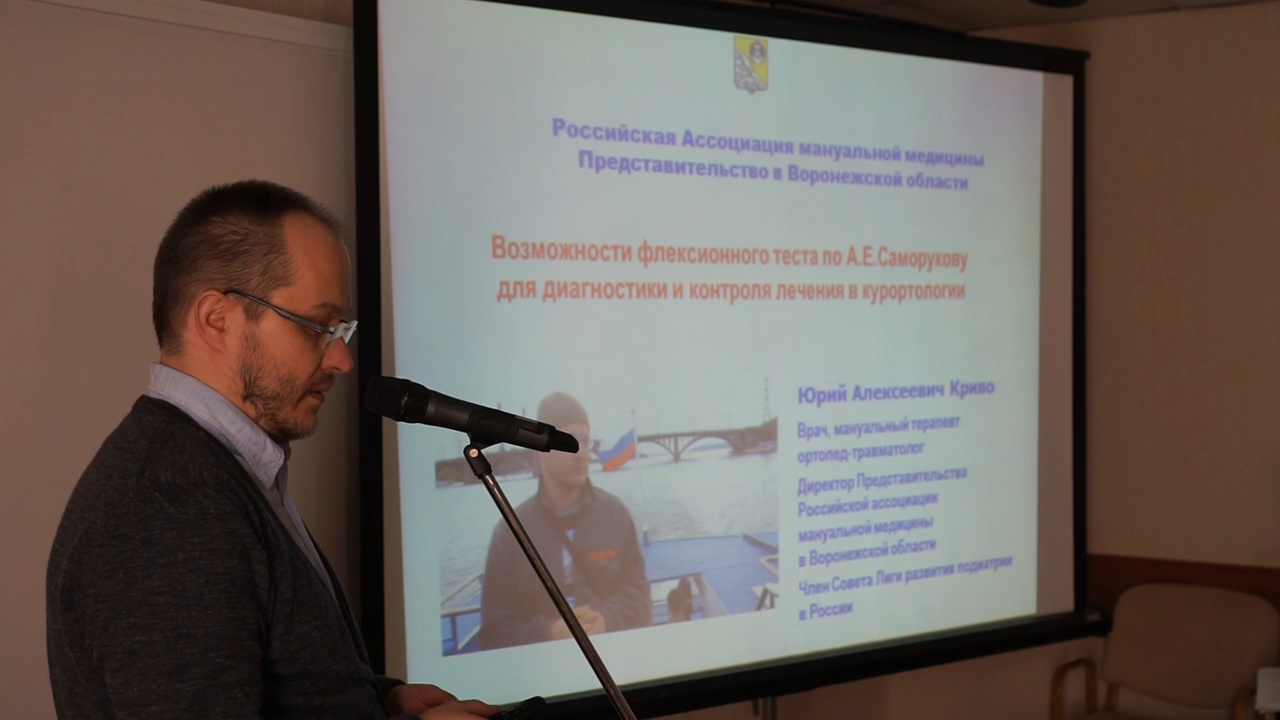 Российская Ассоциация мануальной медицины
Представительство в Воронежской области
Возможности флексионного теста по А.Е.Саморукову
для диагностики и контроля лечения в курортологии
Юрий Алексеевич Криво
Врач, мануальный терапевт
ортопед-травматолог
Директор Представительства
Российской ассоциации
мануальной медицины
в Воронежской области
Член Совета Лиги развития подиатрии
в России